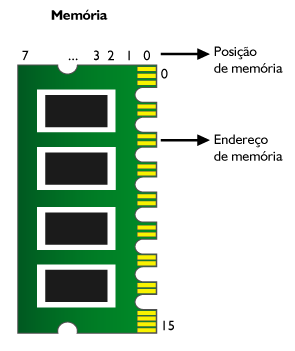 Memória
7 ... 3 2 1 0
Posição
de memória
0
Endereço
de memória
15